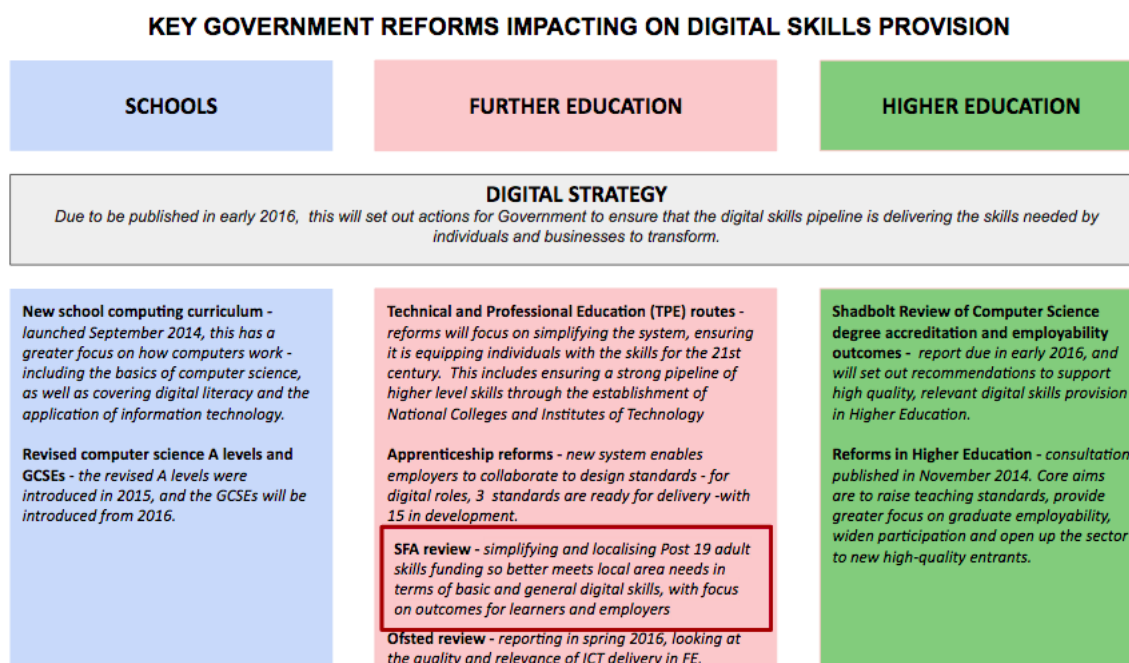 KEY GOVERNMENT REFORMS IMPACTING ON DIGITAL SKILLS PROVISION
SCHOOLS
FURTHER EDUCATION
HIGHER EDUCATION
DIGITAL STRATEGY
Due to be published in early 2016, this will set out actions for Government to ensure that the digital skills pipeline is delivering the skills needed by
individuals and businesses to transform.
New school computing curriculum -
launched September 2014, this has a
greater focus on how computers work -
including the basics of computer science,
as well as covering digital literacy and the
application of information technology.
Revised computer science A levels and
GCSEs - the revised A levels were
introduced in 2015, and the GCSEs will be
introduced from 2016.
Technical and Professional Education (TPE) routes -
reforms will focus on simplifying the system, ensuring
it is equipping individuals with the skills for the 21st
century. This includes ensuring a strong pipeline of
higher level skills through the establishment of
National Colleges and Institutes of Technology
Apprenticeship reforms - new system enables
employers to collaborate to design standards - for
digital roles, 3 standards are ready for delivery -with
15 in development.
SFA review - simplifying and localising Post 19 adult
skills funding so better meets local area needs in
terms of basic and general digital skills, with focus
on outcomes for learners and employers
Ofsted review - reporting in spring 2016, looking at
the quality and relevance of ICT delivery in FE.
Shadbolt Review of Computer Science
degree accreditation and employability
outcomes - report due in early 2016, and
will set out recommendations to support
high quality, relevant digital skills provision
in Higher Education.
Reforms in Higher Education - consultation
published in November 2014. Core aims
are to raise teaching standards, provide
greater focus on graduate employability,
widen participation and open up the sector
to new high-quality entrants.